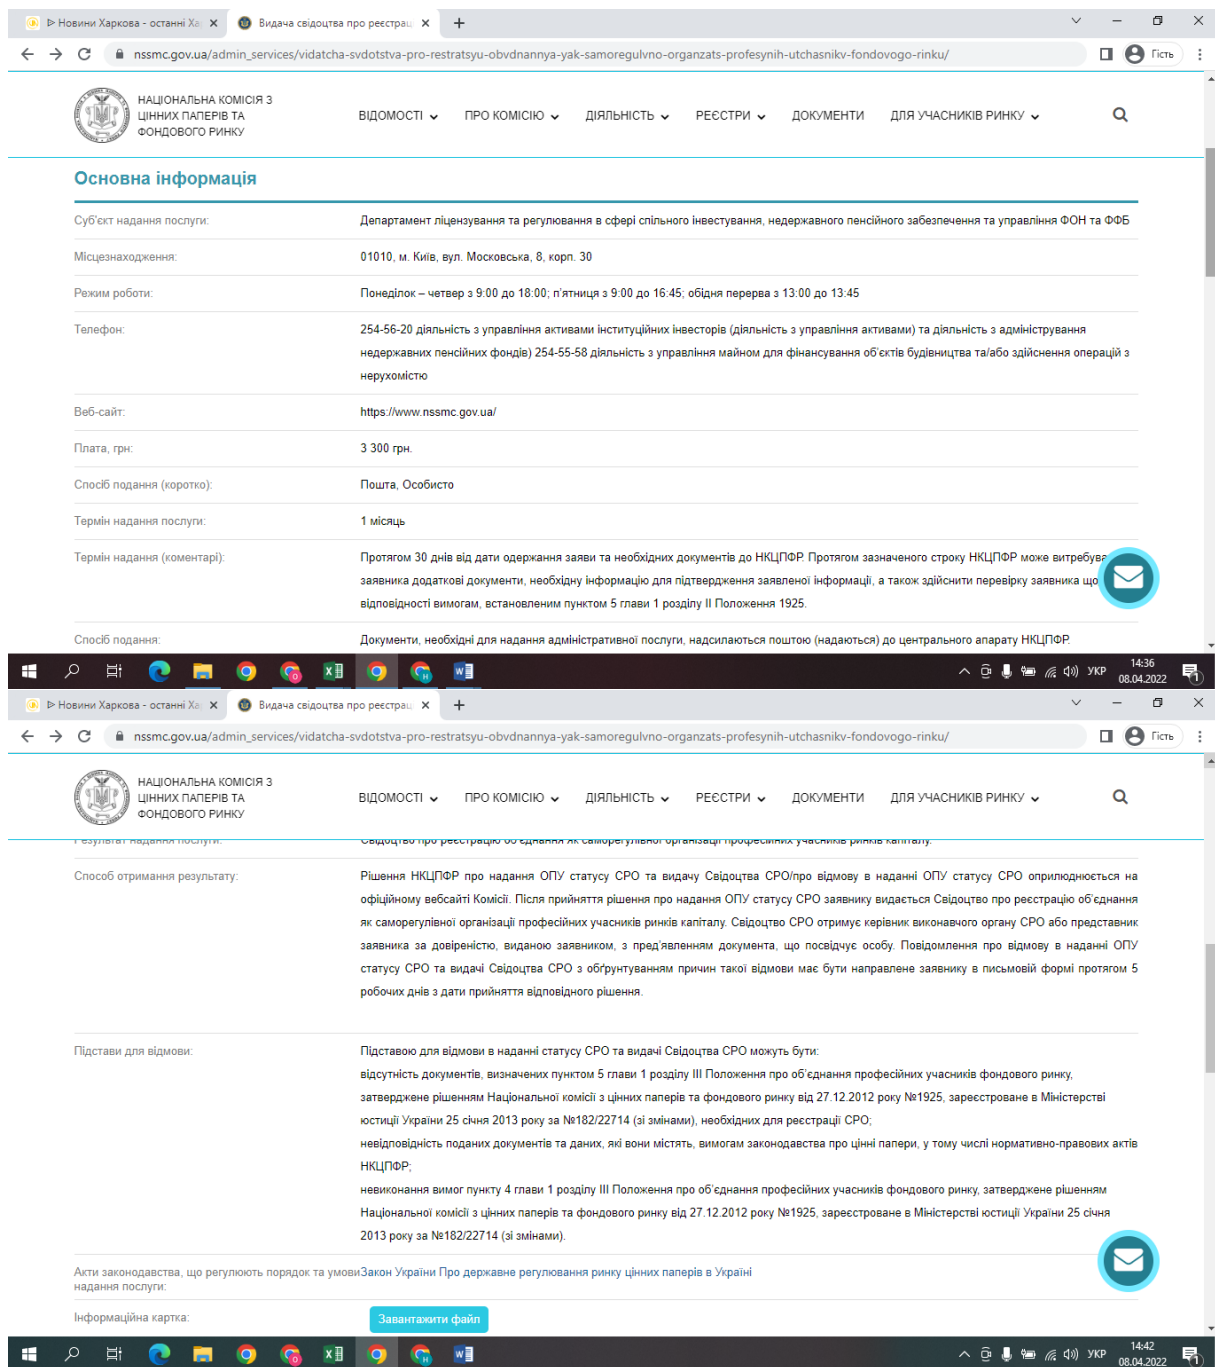 ᐈ Новини Харкова - останні Ха
Видача свідоцтва про реєстрац
nssmc.gov.ua/admin_services/vidatcha-svdotstva-pro-restratsyu-obvdnannya-yak-samoregulvno-organzats-profesynih-utchasnikv-fondovogo-rinku/
Гість
НАЦІОНАЛЬНА КОМІСІЯ З
ЦІННИХ ПАПЕРІВ ТА
ФОНДОВОГО РИНКУ
ВІДОМОСТІ ПРО КОМІСІЮ ДІЯЛЬНІСТЬ РЕЄСТРИ ДОКУМЕНТИ ДЛЯ УЧАСНИКІВ РИНКУ
Основна інформація
Суб'єкт надання послуги: Департамент ліцензування та регулювання в сфері спільного інвестування, недержавного пенсійного забезпечення та управління ФОН та ФФБ
Місцезнаходження: 01010, м. Київ, вул. Московська, 8, корп. 30
Режим роботи: Понеділок – четвер з 9:00 до 18:00; п'ятниця з 9:00 до 16:45; обідня перерва з 13:00 до 13:45
Телефон: 254-56-20 діяльність з управління активами інституційних інвесторів (діяльність з управління активами) та діяльність з адміністрування
недержавних пенсійних фондів) 254-55-58 діяльність з управління майном для фінансування об'єктів будівництва та/або здійснення операцій з
нерухомістю
Веб-сайт: https://www.nssmc.gov.ua/
Плата, грн: 3 300 грн.
Спосіб подання (коротко): Пошта, Особисто
Термін надання послуги: 1 місяць
Термін надання (коментарі): Протягом 30 днів від дати одержання заяви та необхідних документів до НКЦПФР. Протягом зазначеного строку НКЦПФР може витребува
заявника додаткові документи, необхідну інформацію для підтвердження заявленої інформації, а також здійснити перевірку заявника що
відповідності вимогам, встановленим пунктом 5 глави 1 розділу II Положення 1925.
Спосіб подання: Документи, необхідні для надання адміністративної послуги, надсилаються поштою (надаються) до центрального апарату НКЦПФР.
УКР
14:36
08.04.2022
ᐈ Новини Харкова - останні Ха
Видача свідоцтва про реєстрац
nssmc.gov.ua/admin_services/vidatcha-svdotstva-pro-restratsyu-obvdnannya-yak-samoregulvno-organzats-profesynih-utchasnikv-fondovogo-rinku/
Гість
НАЦІОНАЛЬНА КОМІСІЯ З
ЦІННИХ ПАПЕРІВ ТА
ФОНДОВОГО РИНКУ
ВІДОМОСТІ ПРО КОМІСІЮ ДІЯЛЬНІСТЬ РЕЄСТРИ ДОКУМЕНТИ ДЛЯ УЧАСНИКІВ РИНКУ
Результат надання послуги: Свідоцтво про реєстрацію об'єднання як саморегулівної організації професійних учасників ринків капіталу.
Способ отримання результату: Рішення НКЦПФР про надання ОПУ статусу СРО та видачу Свідоцтва СРО/про відмову в наданні ОПУ статусу СРО оприлюднюється на
офіційному вебсайті Комісії. Після прийняття рішення про надання ОПУ статусу СРО заявнику видається Свідоцтво про реєстрацію об'єднання
як саморегулівної організації професійних учасників ринків капіталу. Свідоцтво СРО отримує керівник виконавчого органу СРО або представник
заявника за довіреністю, виданою заявником, з пред'явленням документа, що посвідчує особу. Повідомлення про відмову в наданні ОПУ
статусу СРО та видачі Свідоцтва СРО з обґрунтуванням причин такої відмови має бути направлене заявнику в письмовій формі протягом 5
робочих днів з дати прийняття відповідного рішення.
Підстави для відмови: Підставою для відмови в наданні статусу СРО та видачі Свідоцтва СРО можуть бути:
відсутність документів, визначених пунктом 5 глави 1 розділу III Положення про об'єднання професійних учасників фондового ринку,
затверджене рішенням Національної комісії з цінних паперів та фондового ринку від 27.12.2012 року №1925, зареєстроване в Міністерстві
юстиції України 25 січня 2013 року за №182/22714 (зі змінами), необхідних для реєстрації СРО;
невідповідність поданих документів та даних, які вони містять, вимогам законодавства про цінні папери, у тому числі нормативно-правових актів
НКЦПФР;
невиконання вимог пункту 4 глави 1 розділу III Положення про об'єднання професійних учасників фондового ринку, затверджене рішенням
Національної комісії з цінних паперів та фондового ринку від 27.12.2012 року №1925, зареєстроване в Міністерстві юстиції України 25 січня
2013 року за №182/22714 (зі змінами).
Акти законодавства, що регулюють порядок та умови Закон України Про державне регулювання ринку цінних паперів в Україні
надання послуги:
Інформаційна картка: Завантажити файл
УКР
14:42
08.04.2022